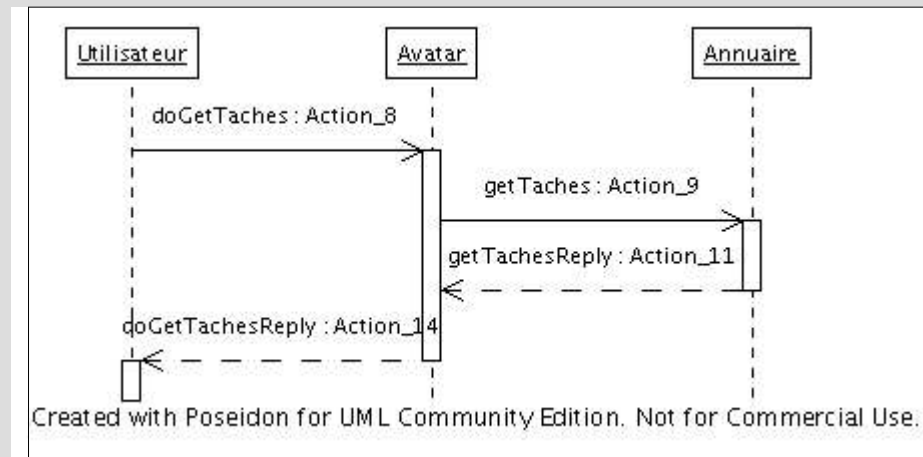 Utilisateur
Avatar
Annuaire
doGetTaches : Action_8
getTaches : Action_9
getTachesReply : Action_11
doGetTachesReply : Action_14
Created with Poseidon for UML Community Edition. Not for Commercial Use.